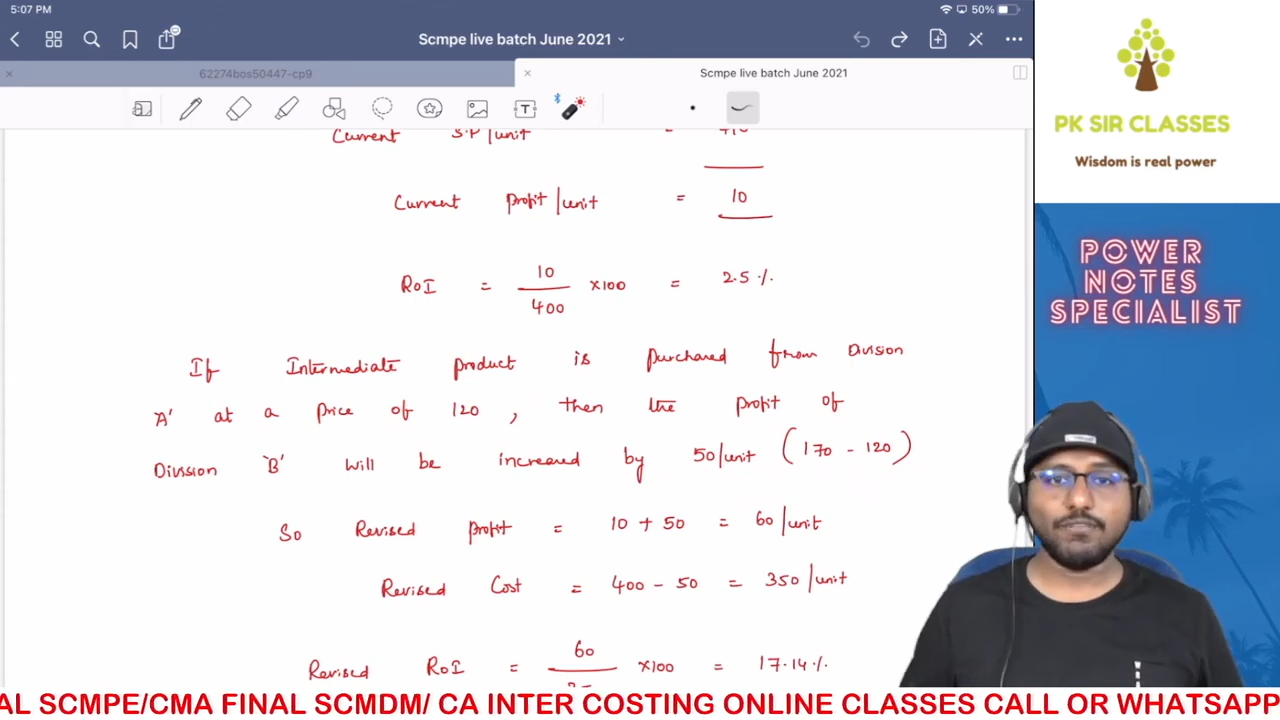 5:07 PM
50%
Scmpe live batch June 2021
62274bos50447-cp9
Scmpe live batch June 2021
Current S.P/unit = 410
Current profit/unit = 10
RoI = 10/400 ×100 = 2.5 %
If Intermediate product is purchased from Division
'A' at a price of 120, then the profit of
Division 'B' will be increased by 50/unit (170 - 120)
So Revised profit = 10 + 50 = 60/unit
Revised Cost = 400 - 50 = 350/unit
Revised RoI = 60 ×100 = 17.14%
PK SIR CLASSES
Wisdom is real power
POWER
NOTES
SPECIALIST
AL SCMPE/CMA FINAL SCMDM/ CA INTER COSTING ONLINE CLASSES CALL OR WHATSAPP